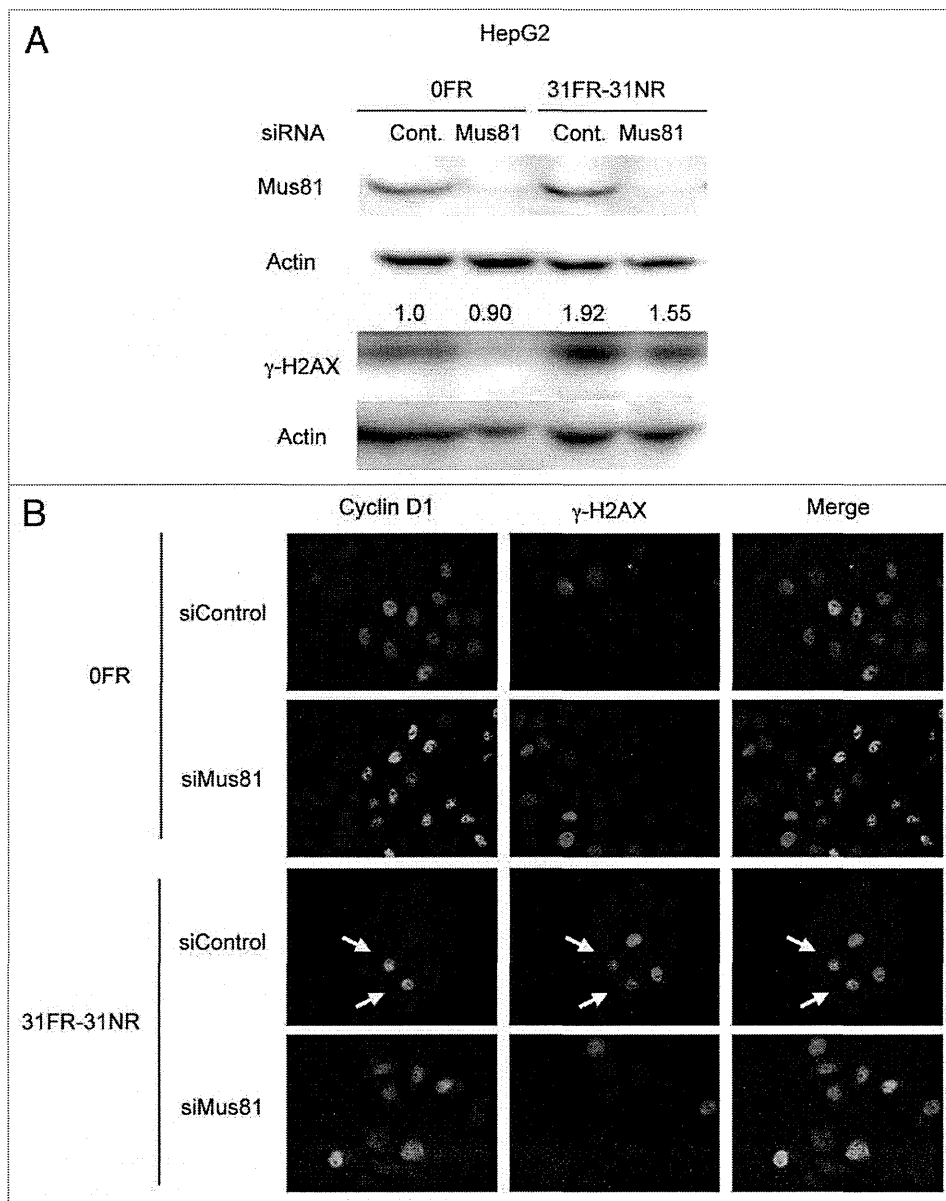 A
HepG2
0FR 31FR-31NR
siRNA Cont. Mus81 Cont. Mus81
Mus81
Actin
1.0 0.90 1.92 1.55
γ-H2AX
Actin
B
Cyclin D1 γ-H2AX Merge
siControl
0FR
siMus81
siControl
31FR-31NR
siMus81